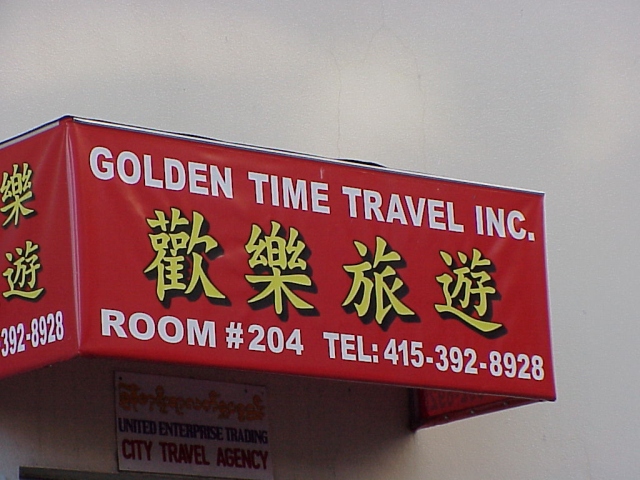 GOLDEN TIME TRAVEL INC.
歡樂旅遊
ROOM #204 TEL: 415-392-8928
樂
遊
392-8928
UNITED ENTERPRISE TRADING
CITY TRAVEL AGENCY